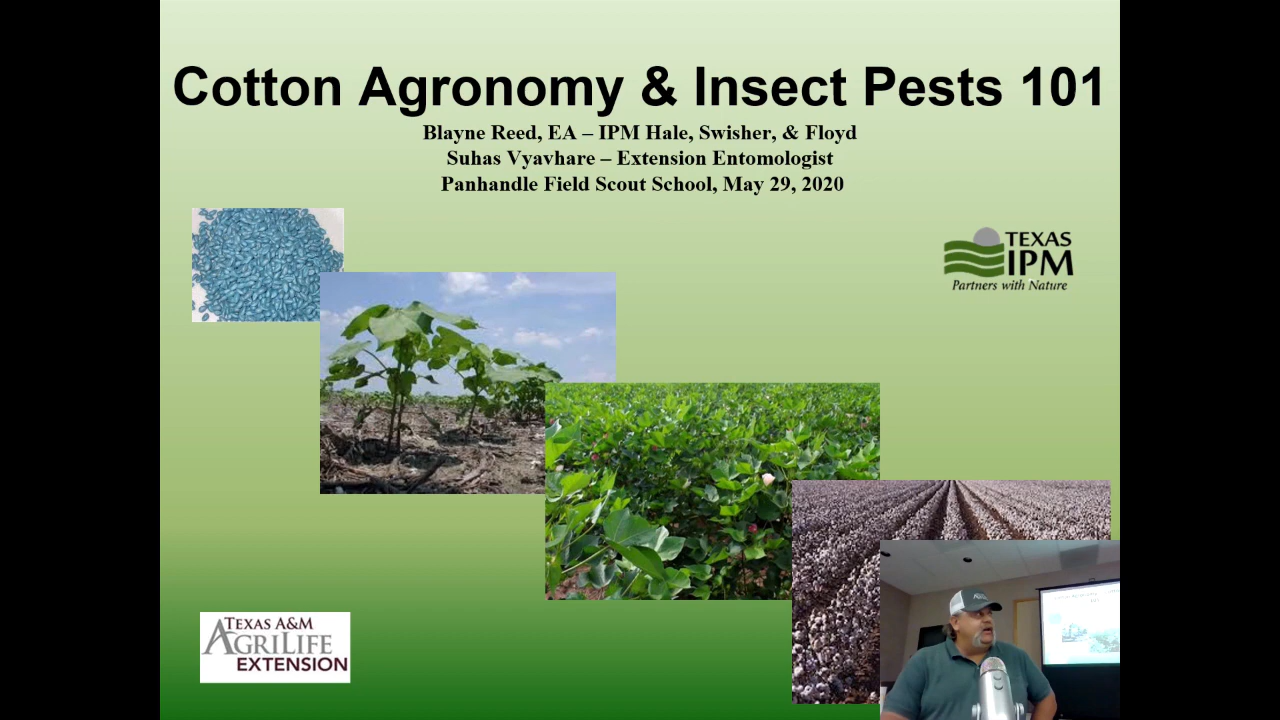 Cotton Agronomy & Insect Pests 101
Blayne Reed, EA – IPM Hale, Swisher, & Floyd
Suhas Vyavhare – Extension Entomologist
Panhandle Field Scout School, May 29, 2020
TEXAS
IPM
Partners with Nature
TEXAS A&M
AGRILIFE
EXTENSION